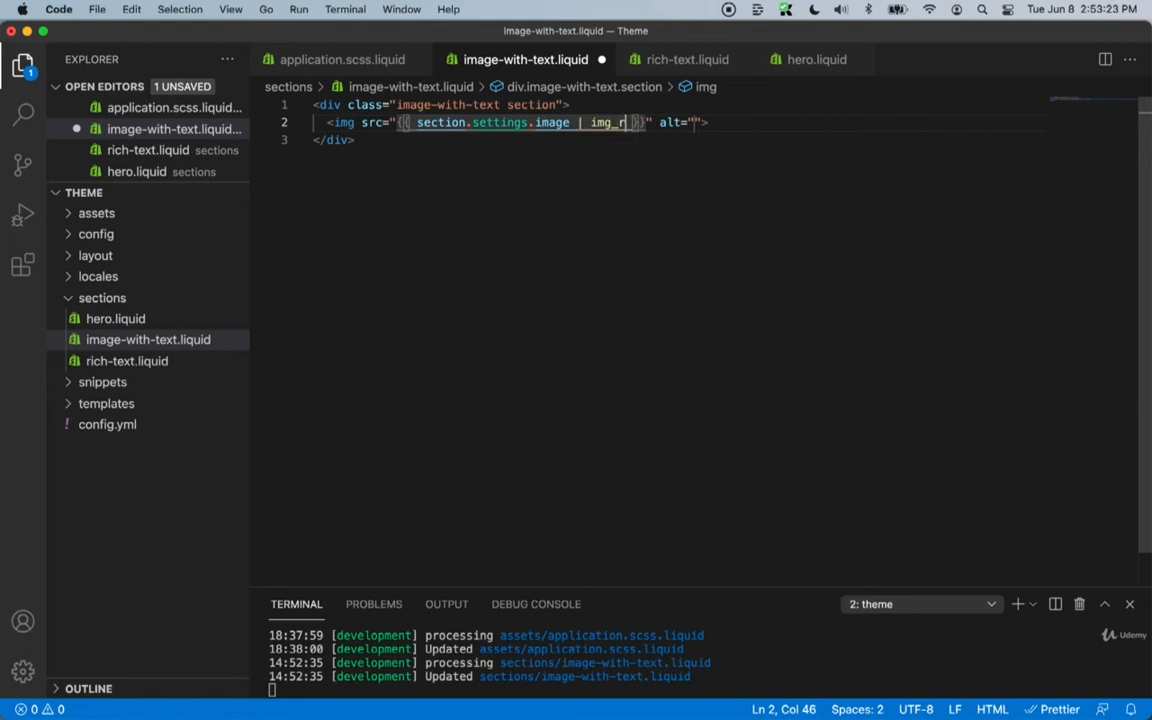 Code File Edit Selection View Go Run Terminal Window Help Tue Jun 8 2:53:23 PM
image-with-text.liquid — Theme
EXPLORER
application.scss.liquid image-with-text.liquid rich-text.liquid hero.liquid
1
OPEN EDITORS 1 UNSAVED
sections > image-with-text.liquid > div.image-with-text.section > img
application.scss.liquid...
image-with-text.liquid...
rich-text.liquid sections
hero.liquid sections
1 <div class="image-with-text section">
2 <img src="{{ section.settings.image | img_r }}" alt="">
3 </div>
THEME
assets
config
layout
locales
sections
hero.liquid
image-with-text.liquid
rich-text.liquid
snippets
templates
! config.yml
OUTLINE
TERMINAL PROBLEMS OUTPUT DEBUG CONSOLE 2: theme
18:37:59 [development] processing assets/application.scss.liquid
18:38:00 [development] Updated assets/application.scss.liquid
14:52:35 [development] processing sections/image-with-text.liquid
14:52:35 [development] Updated sections/image-with-text.liquid
Udemy
0 0 Ln 2, Col 46 Spaces: 2 UTF-8 LF HTML Prettier